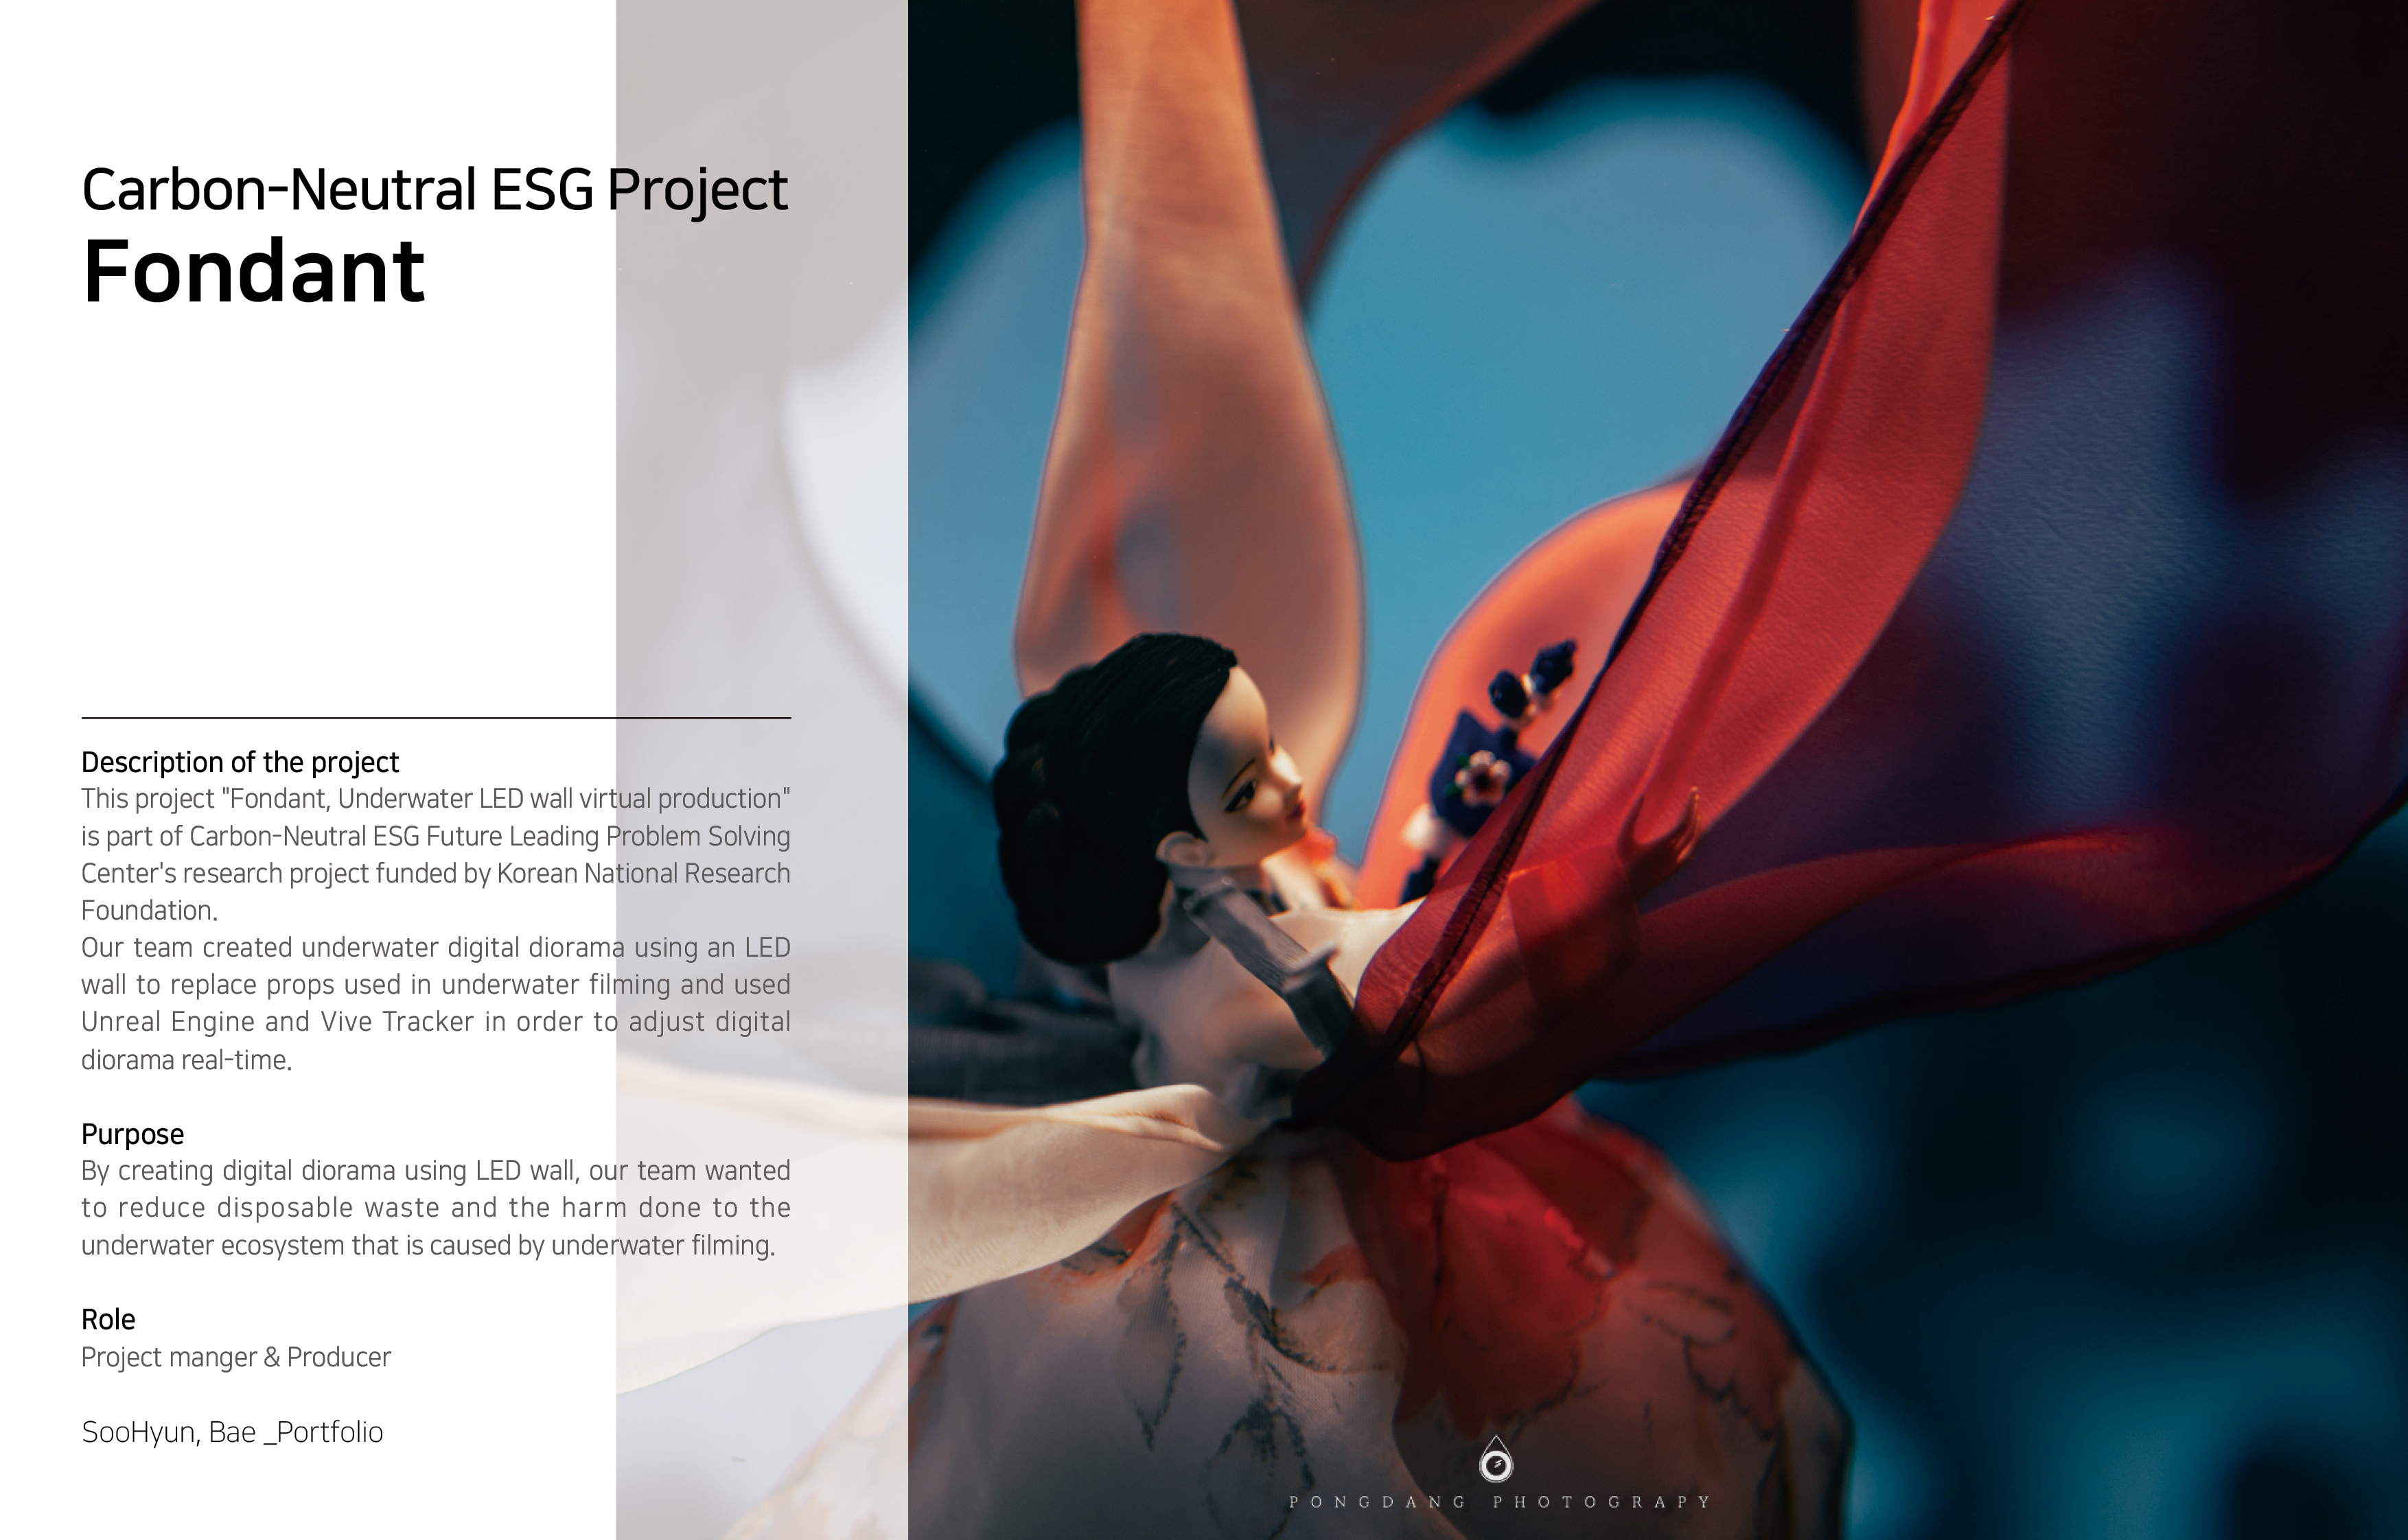 Carbon-Neutral ESG Project
Fondant
Description of the project
This project "Fondant, Underwater LED wall virtual production"
is part of Carbon-Neutral ESG Future Leading Problem Solving
Center's research project funded by Korean National Research
Foundation.
Our team created underwater digital diorama using an LED
wall to replace props used in underwater filming and used
Unreal Engine and Vive Tracker in order to adjust digital
diorama real-time.
Purpose
By creating digital diorama using LED wall, our team wanted
to reduce disposable waste and the harm done to the
underwater ecosystem that is caused by underwater filming.
Role
Project manger & Producer
SooHyun, Bae _Portfolio
PONGDANG PHOTOGRAPY